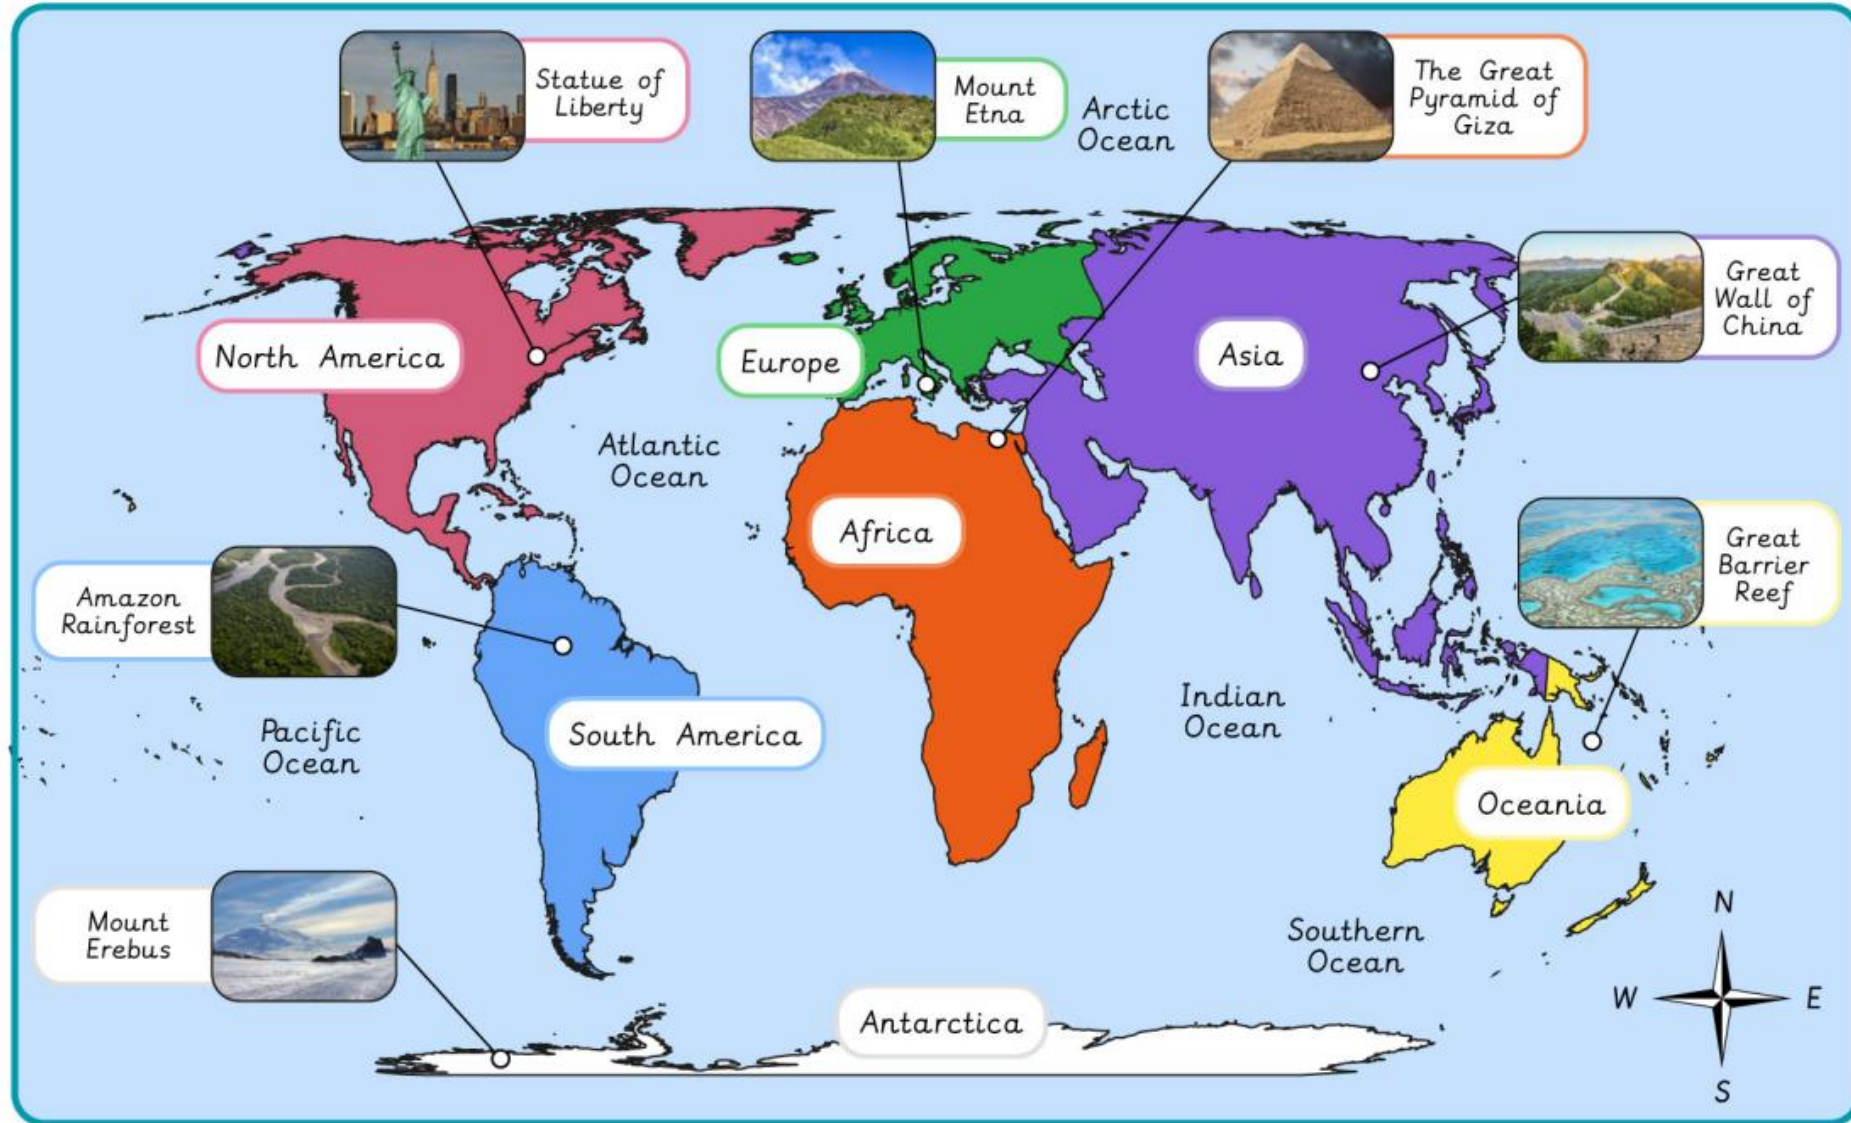 Statue of
Liberty
Mount
Etna
Arctic
Ocean
The Great
Pyramid of
Giza
Great
Wall of
China
North America
Europe
Asia
Atlantic
Ocean
Africa
Great
Barrier
Reef
Amazon
Rainforest
Indian
Ocean
Pacific
Ocean
South America
Oceania
Mount
Erebus
Southern
Ocean
Antarctica
N
W
E
S